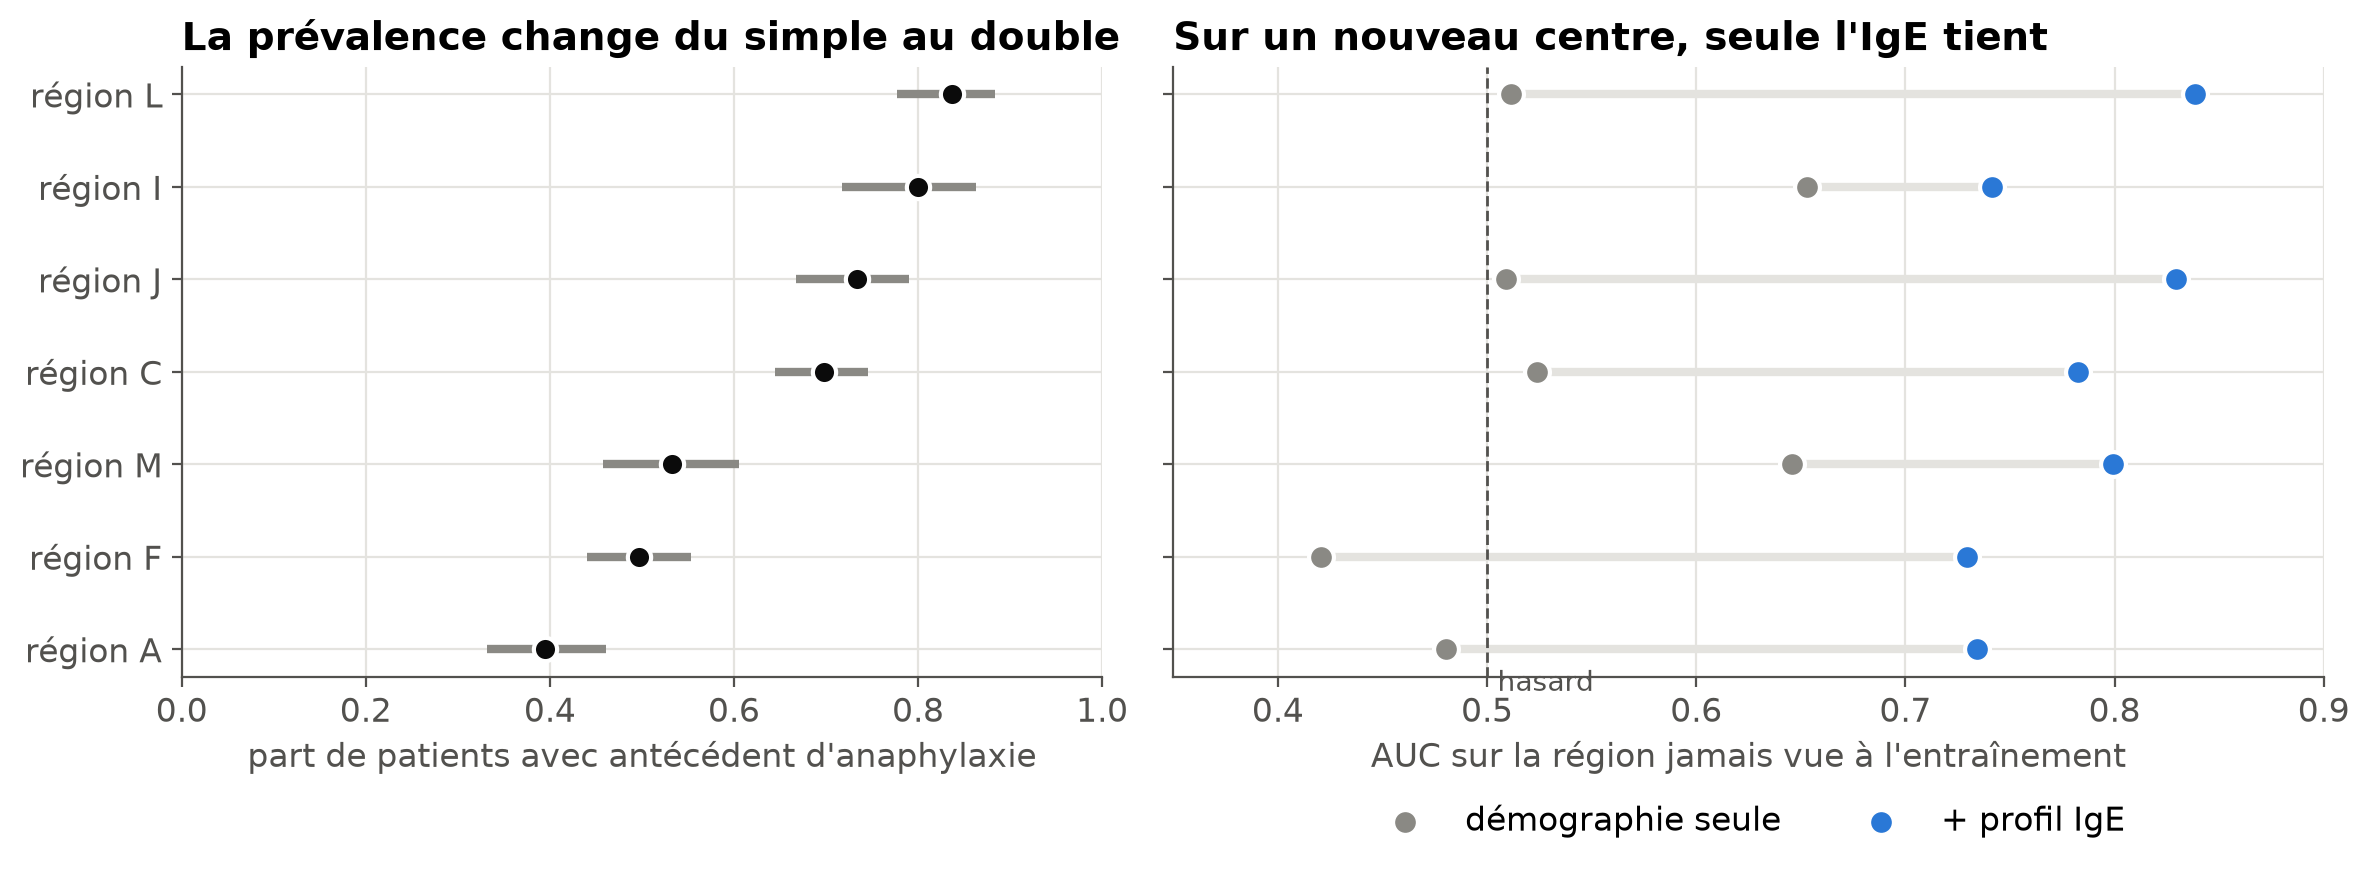 La prévalence change du simple au double
région L
région I
région J
région C
région M
région F
région A
0.0 0.2 0.4 0.6 0.8 1.0
part de patients avec antécédent d'anaphylaxie
Sur un nouveau centre, seule l'IgE tient
hasard
0.4 0.5 0.6 0.7 0.8 0.9
AUC sur la région jamais vue à l'entraînement
démographie seule
+ profil IgE